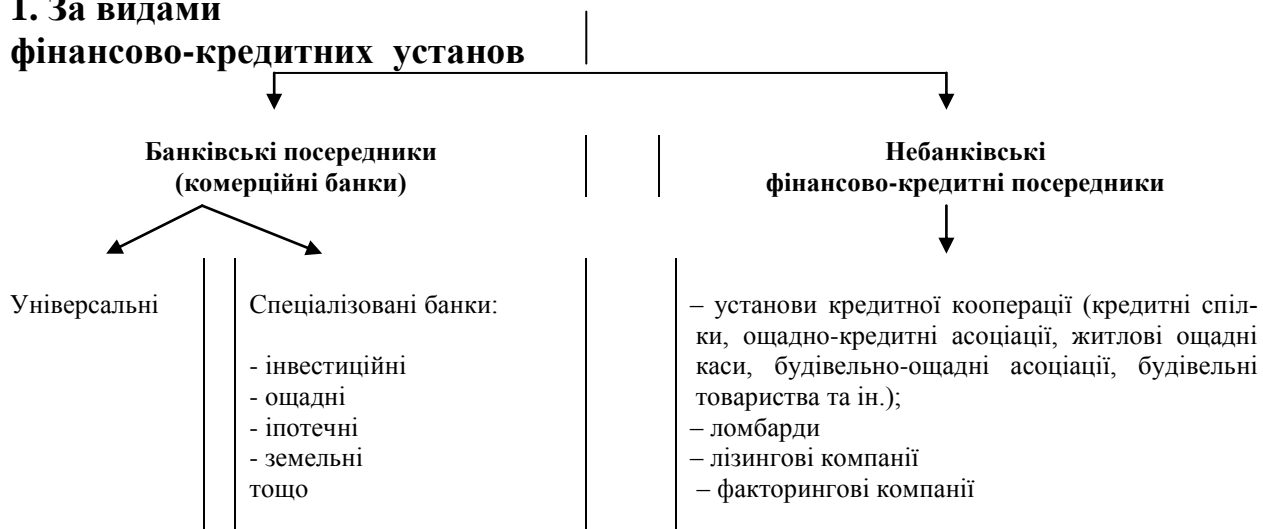 1. За видами
фінансово-кредитних установ
Банківські посередники
(комерційні банки)
Небанківські
фінансово-кредитні посередники
Універсальні
Спеціалізовані банки:
- інвестиційні
- ощадні
- іпотечні
- земельні
тощо
– установи кредитної кооперації (кредитні спіл-
ки, ощадно-кредитні асоціації, житлові ощадні
каси, будівельно-ощадні асоціації, будівельні
товариства та ін.);
– ломбарди
– лізингові компанії
– факторингові компанії